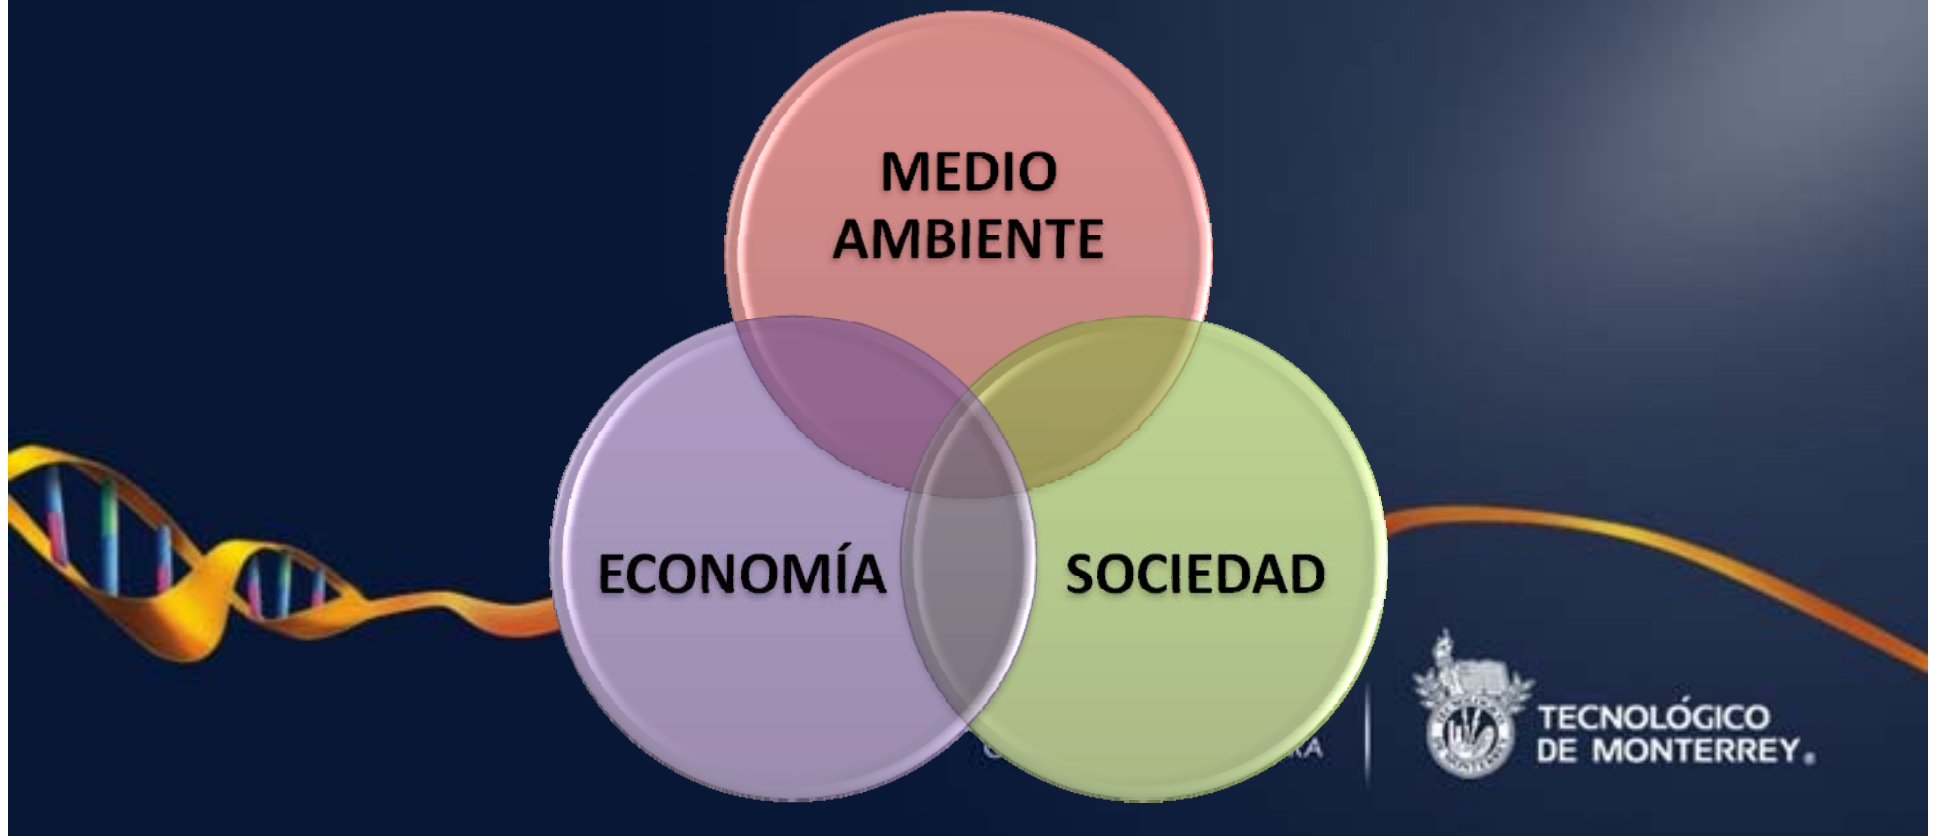 MEDIO
AMBIENTE
ECONOMÍA
SOCIEDAD
TECNOLÓGICO
DE MONTERREY®